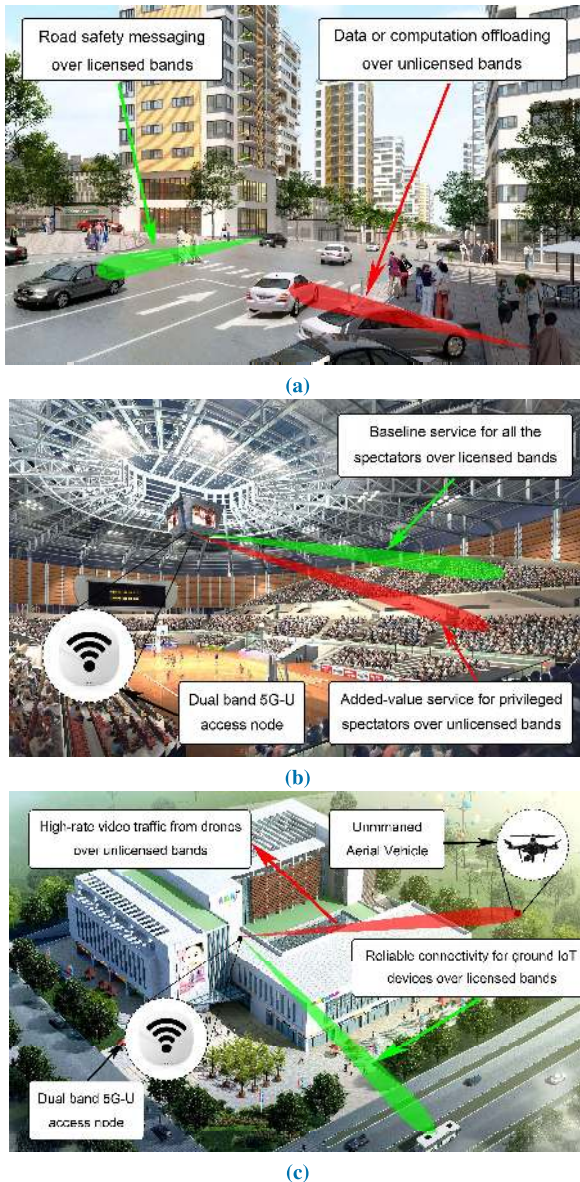 Road safety messaging
over licensed bands
Data or computation offloading
over unlicensed bands
(a)
Baseline service for all the
spectators over licensed bands
Dual band 5G-U
access node
Added-value service for privileged
spectators over unlicensed bands
(b)
High-rate video traffic from drones
over unlicensed bands
Unmmaned
Aerial Vehicle
Reliable connectivity for ground IoT
devices over licensed bands
Dual band 5G-U
access node
(c)